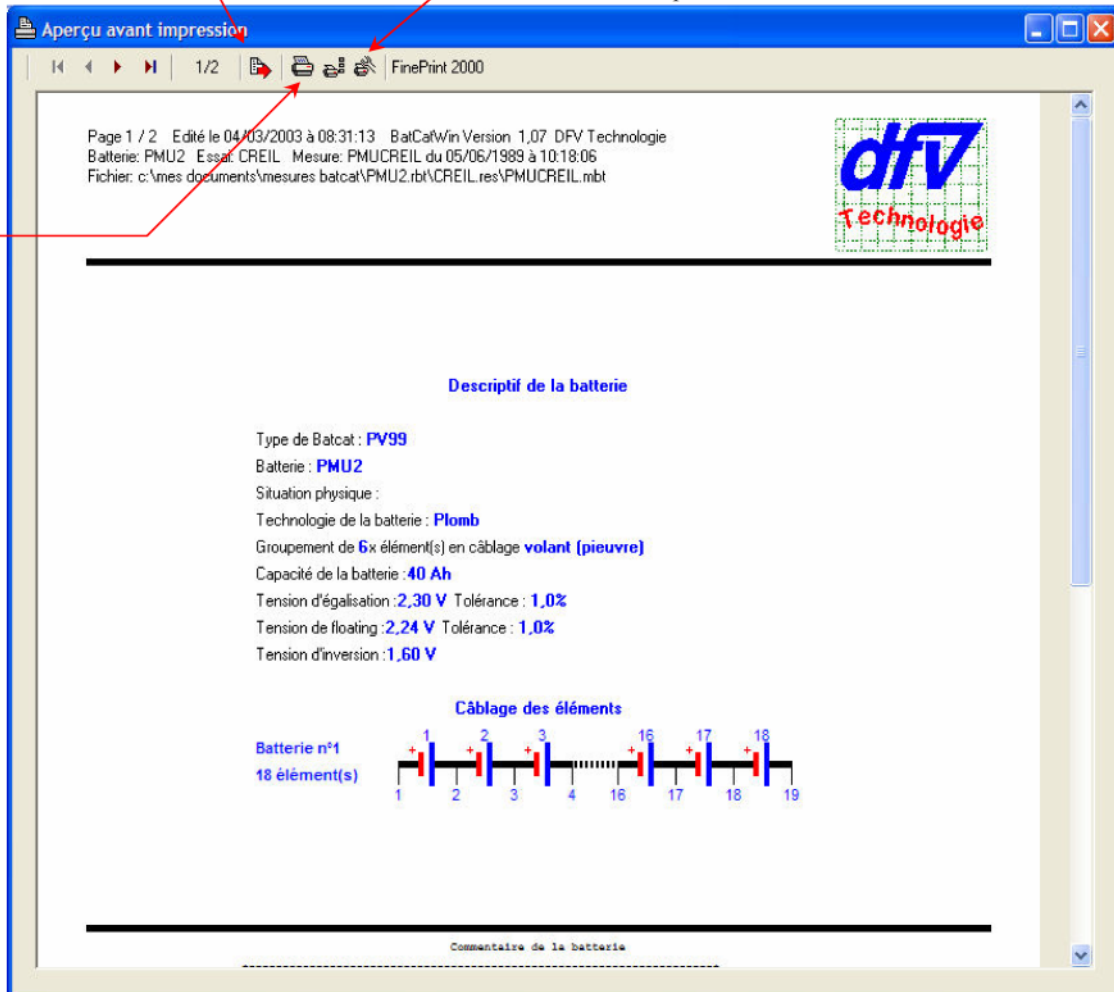 Aperçu avant impression
1/2 FinePrint 2000
Page 1 / 2 Edité le 04/03/2003 à 08:31:13 BatCatWin Version 1,07 DFV Technologie
Batterie: PMU2 Essai: CREIL Mesure: PMUCREIL du 05/06/1989 à 10:18:06
Fichier: c:\mes documents\mesures batcat\PMU2.rbt\CREIL.res\PMUCREIL.mbt
dfv
Technologie
Descriptif de la batterie
Type de Batcat : PV99
Batterie : PMU2
Situation physique :
Technologie de la batterie : Plomb
Groupement de 6x élément(s) en câblage volant (pieuvre)
Capacité de la batterie :40 Ah
Tension d'égalisation :2,30 V Tolérance : 1,0%
Tension de floating :2,24 V Tolérance : 1,0%
Tension d'inversion :1,60 V
Câblage des éléments
1 2 3 16 17 18
Batterie n°1
+ + + + + +
18 élément(s)
1 2 3 4 16 17 18 19
Commentaire de la batterie